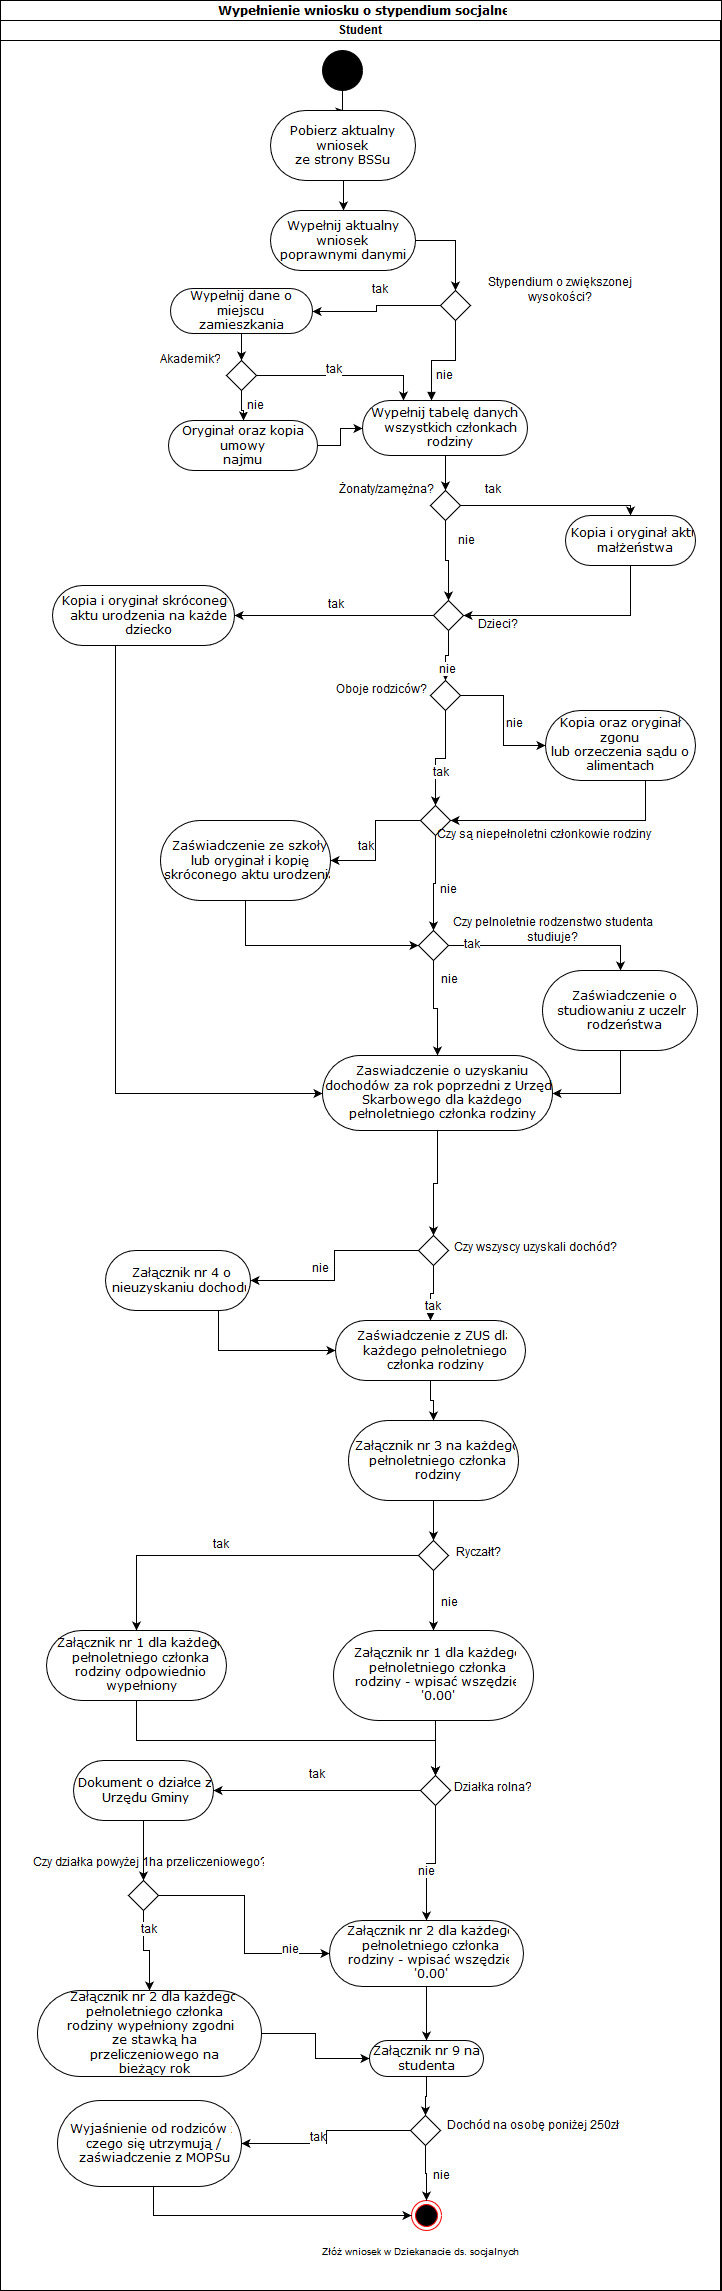 Wypełnienie wniosku o stypendium socjalne
Student
Pobierz aktualny
wniosek
ze strony BSSu
Wypełnij aktualny
wniosek
poprawnymi danymi
Stypendium o zwiększonej
wysokości?
tak
Wypełnij dane o
miejscu
zamieszkania
Akademik?
tak
nie
nie
Wypełnij tabelę danych
wszystkich członkach
rodziny
Oryginał oraz kopia
umowy
najmu
Żonaty/zamężna?
tak
nie
Kopia i oryginał aktu
małżeństwa
Kopia i oryginał skróconeg
aktu urodzenia na każde
dziecko
tak
Dzieci?
nie
Oboje rodziców?
nie
Kopia oraz oryginał
zgonu
lub orzeczenia sądu o
alimentach
tak
Czy są niepełnoletni członkowie rodziny
Zaświadczenie ze szkoły
lub oryginał i kopię
skróconego aktu urodzeni
tak
nie
Czy pelnoletnie rodzenstwo studenta
studiuje?
tak
nie
Zaświadczenie o
studiowaniu z uczelr
rodzeństwa
Zaswiadczenie o uzyskaniu
dochodów za rok poprzedni z Urzęd
Skarbowego dla każdego
pełnoletniego członka rodziny
Czy wszyscy uzyskali dochód?
nie
Załącznik nr 4 o
nieuzyskaniu dochodu
tak
Zaświadczenie z ZUS dla
każdego pełnoletniego
członka rodziny
Załącznik nr 3 na każdego
pełnoletniego członka
rodziny
Ryczałt?
tak
nie
Załącznik nr 1 dla każdego
pełnoletniego członka
rodziny odpowiednio
wypełniony
Załącznik nr 1 dla każdego
pełnoletniego członka
rodziny - wpisać wszędzie
'0.00'
Działka rolna?
tak
Dokument o działce z
Urzędu Gminy
Czy działka powyżej 1ha przeliczeniowego?
nie
tak
nie
Załącznik nr 2 dla każdego
pełnoletniego członka
rodziny - wpisać wszędzie
'0.00'
Załącznik nr 2 dla każdego
pełnoletniego członka
rodziny wypełniony zgodni
ze stawką ha
przeliczeniowego na
bieżący rok
Załącznik nr 9 na
studenta
Dochód na osobę poniżej 250zł
tak
Wyjaśnienie od rodziców z
czego się utrzymują /
zaświadczenie z MOPSu
nie
Złóż wniosek w Dziekanacie ds. socjalnych